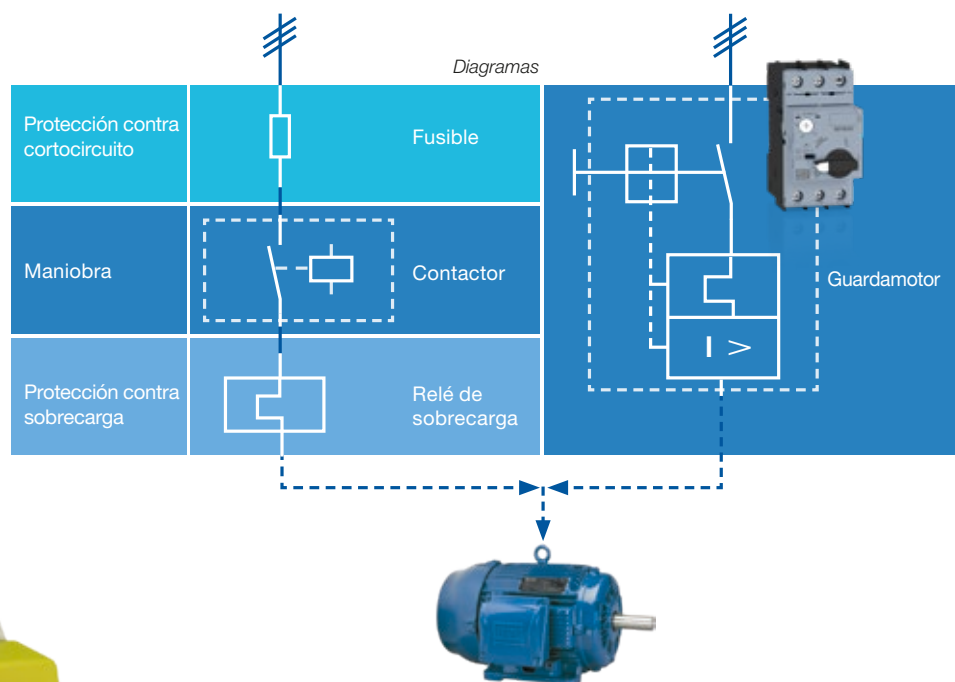 Diagramas
Protección contra
cortocircuito
Fusible
Maniobra
Contactor
Guardamotor
Protección contra
sobrecarga
Relé de
sobrecarga
I >